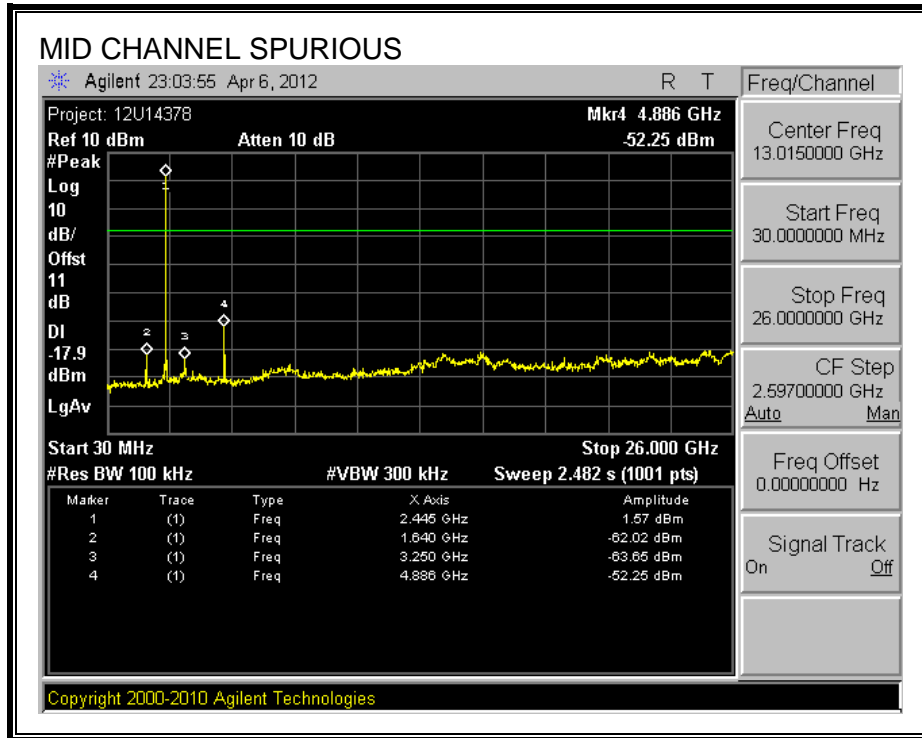 MID CHANNEL SPURIOUS
Agilent 23:03:55 Apr 6, 2012 R T
Freq/Channel
Project: 12U14378 Mkr4 4.886 GHz
Ref 10 dBm Atten 10 dB -52.25 dBm
#Peak
Log
10
dB/
Offst
11
dB
DI
-17.9
dBm
LgAv
1
2
3
4
Start 30 MHz Stop 26.000 GHz
#Res BW 100 kHz #VBW 300 kHz Sweep 2.482 s (1001 pts)
Marker Trace Type X Axis Amplitude
1 (1) Freq 2.445 GHz 1.57 dBm
2 (1) Freq 1.640 GHz -62.02 dBm
3 (1) Freq 3.250 GHz -63.65 dBm
4 (1) Freq 4.886 GHz -52.25 dBm
Center Freq
13.0150000 GHz
Start Freq
30.0000000 MHz
Stop Freq
26.0000000 GHz
CF Step
2.59700000 GHz
Auto Man
Freq Offset
0.00000000 Hz
Signal Track
On Off
Copyright 2000-2010 Agilent Technologies